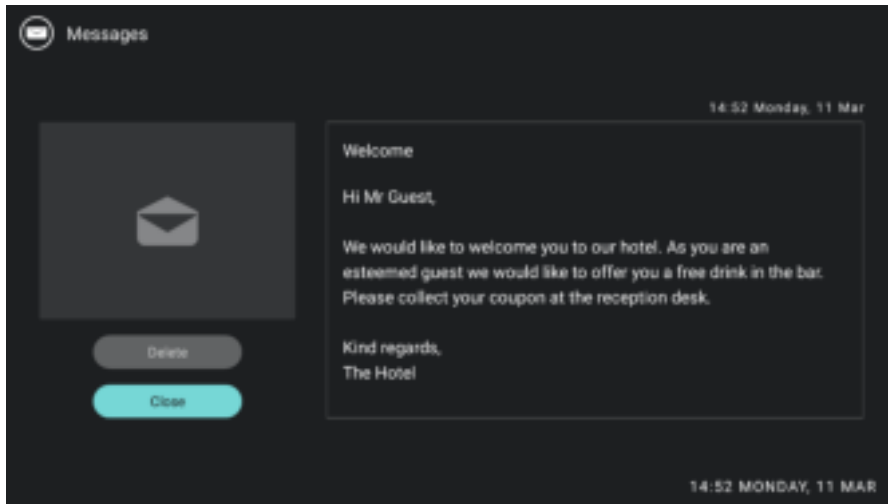 Messages
14:52 Monday, 11 Mar
Welcome
Hi Mr Guest,
We would like to welcome you to our hotel. As you are an
esteemed guest we would like to offer you a free drink in the bar.
Please collect your coupon at the reception desk.
Kind regards,
The Hotel
Delete
Close
14:52 MONDAY, 11 MAR